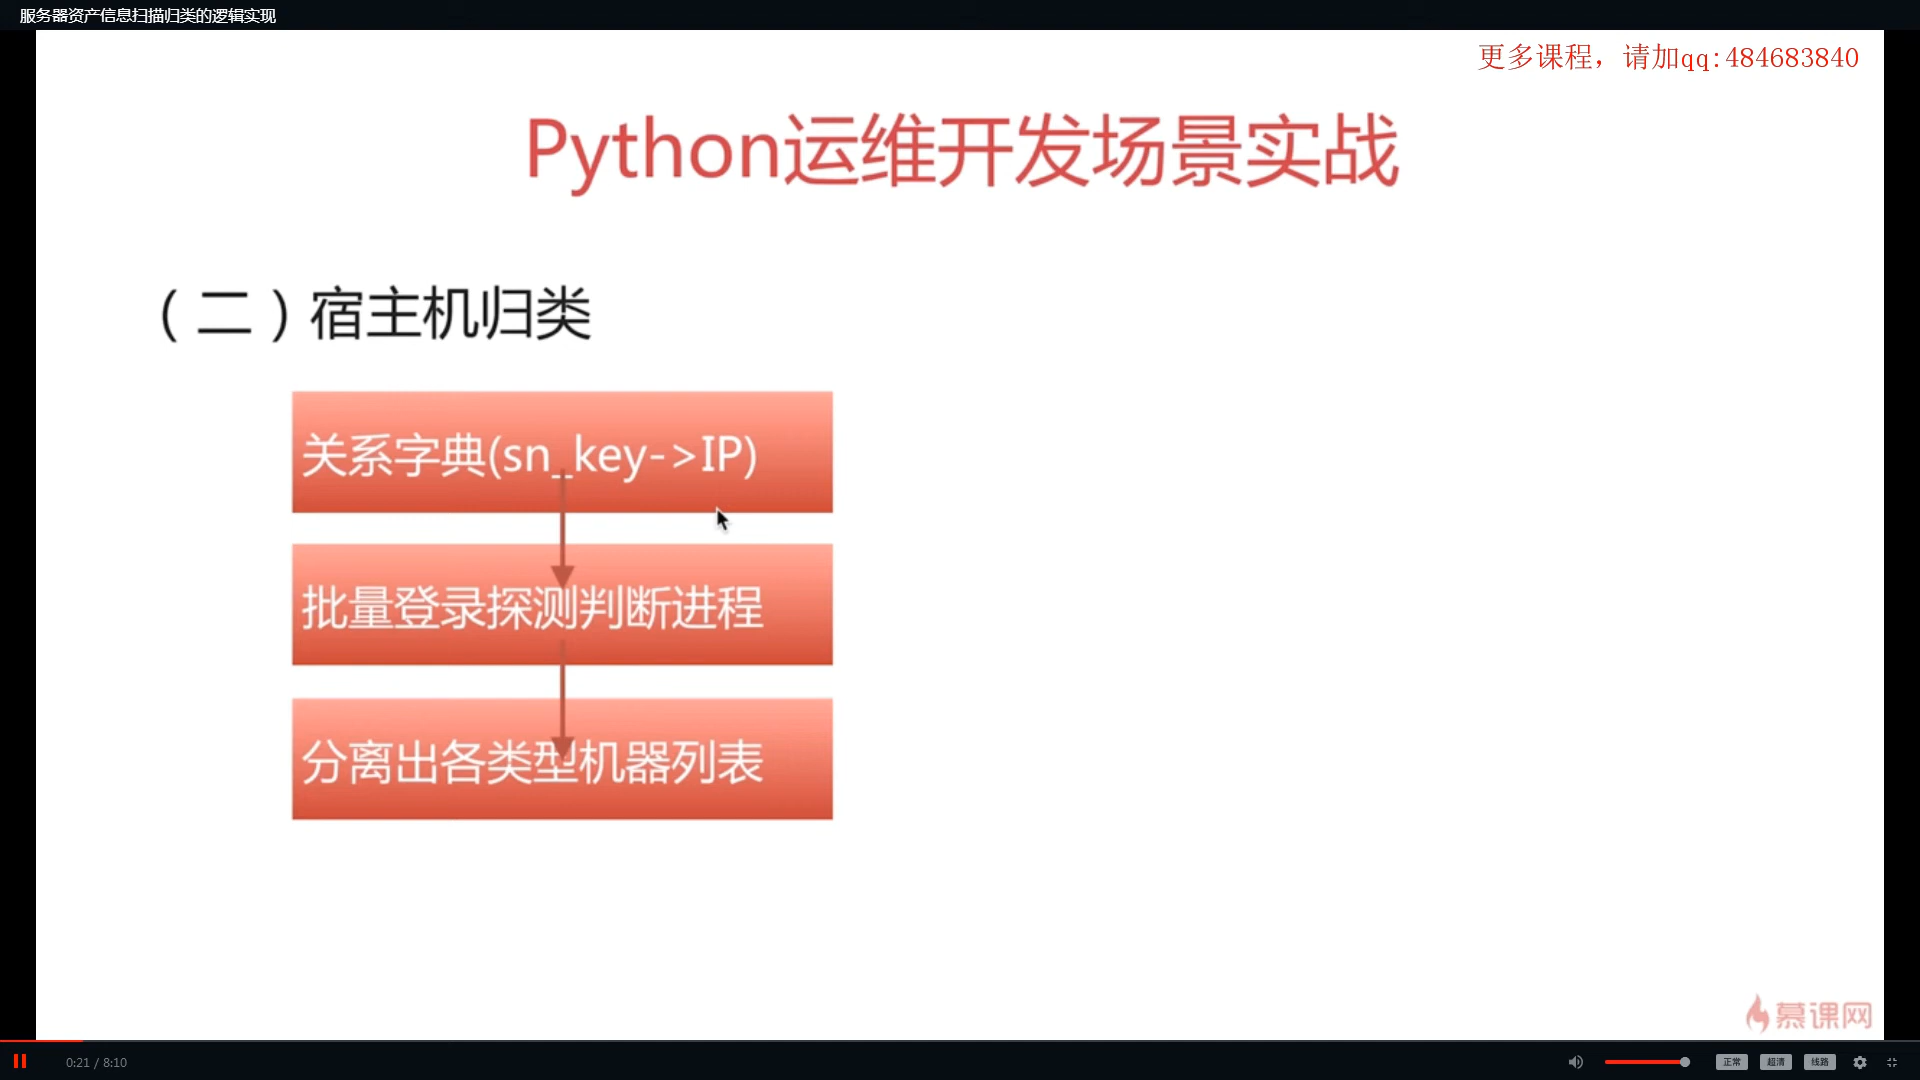 服务器资产信息扫描归类的逻辑实现
更多课程，请加qq:484683840
Python运维开发场景实战
（二）宿主机归类
关系字典(sn_key->IP)
批量登录探测判断进程
分离出各类型机器列表
慕课网
0:21 / 8:10
正常 超清 线路